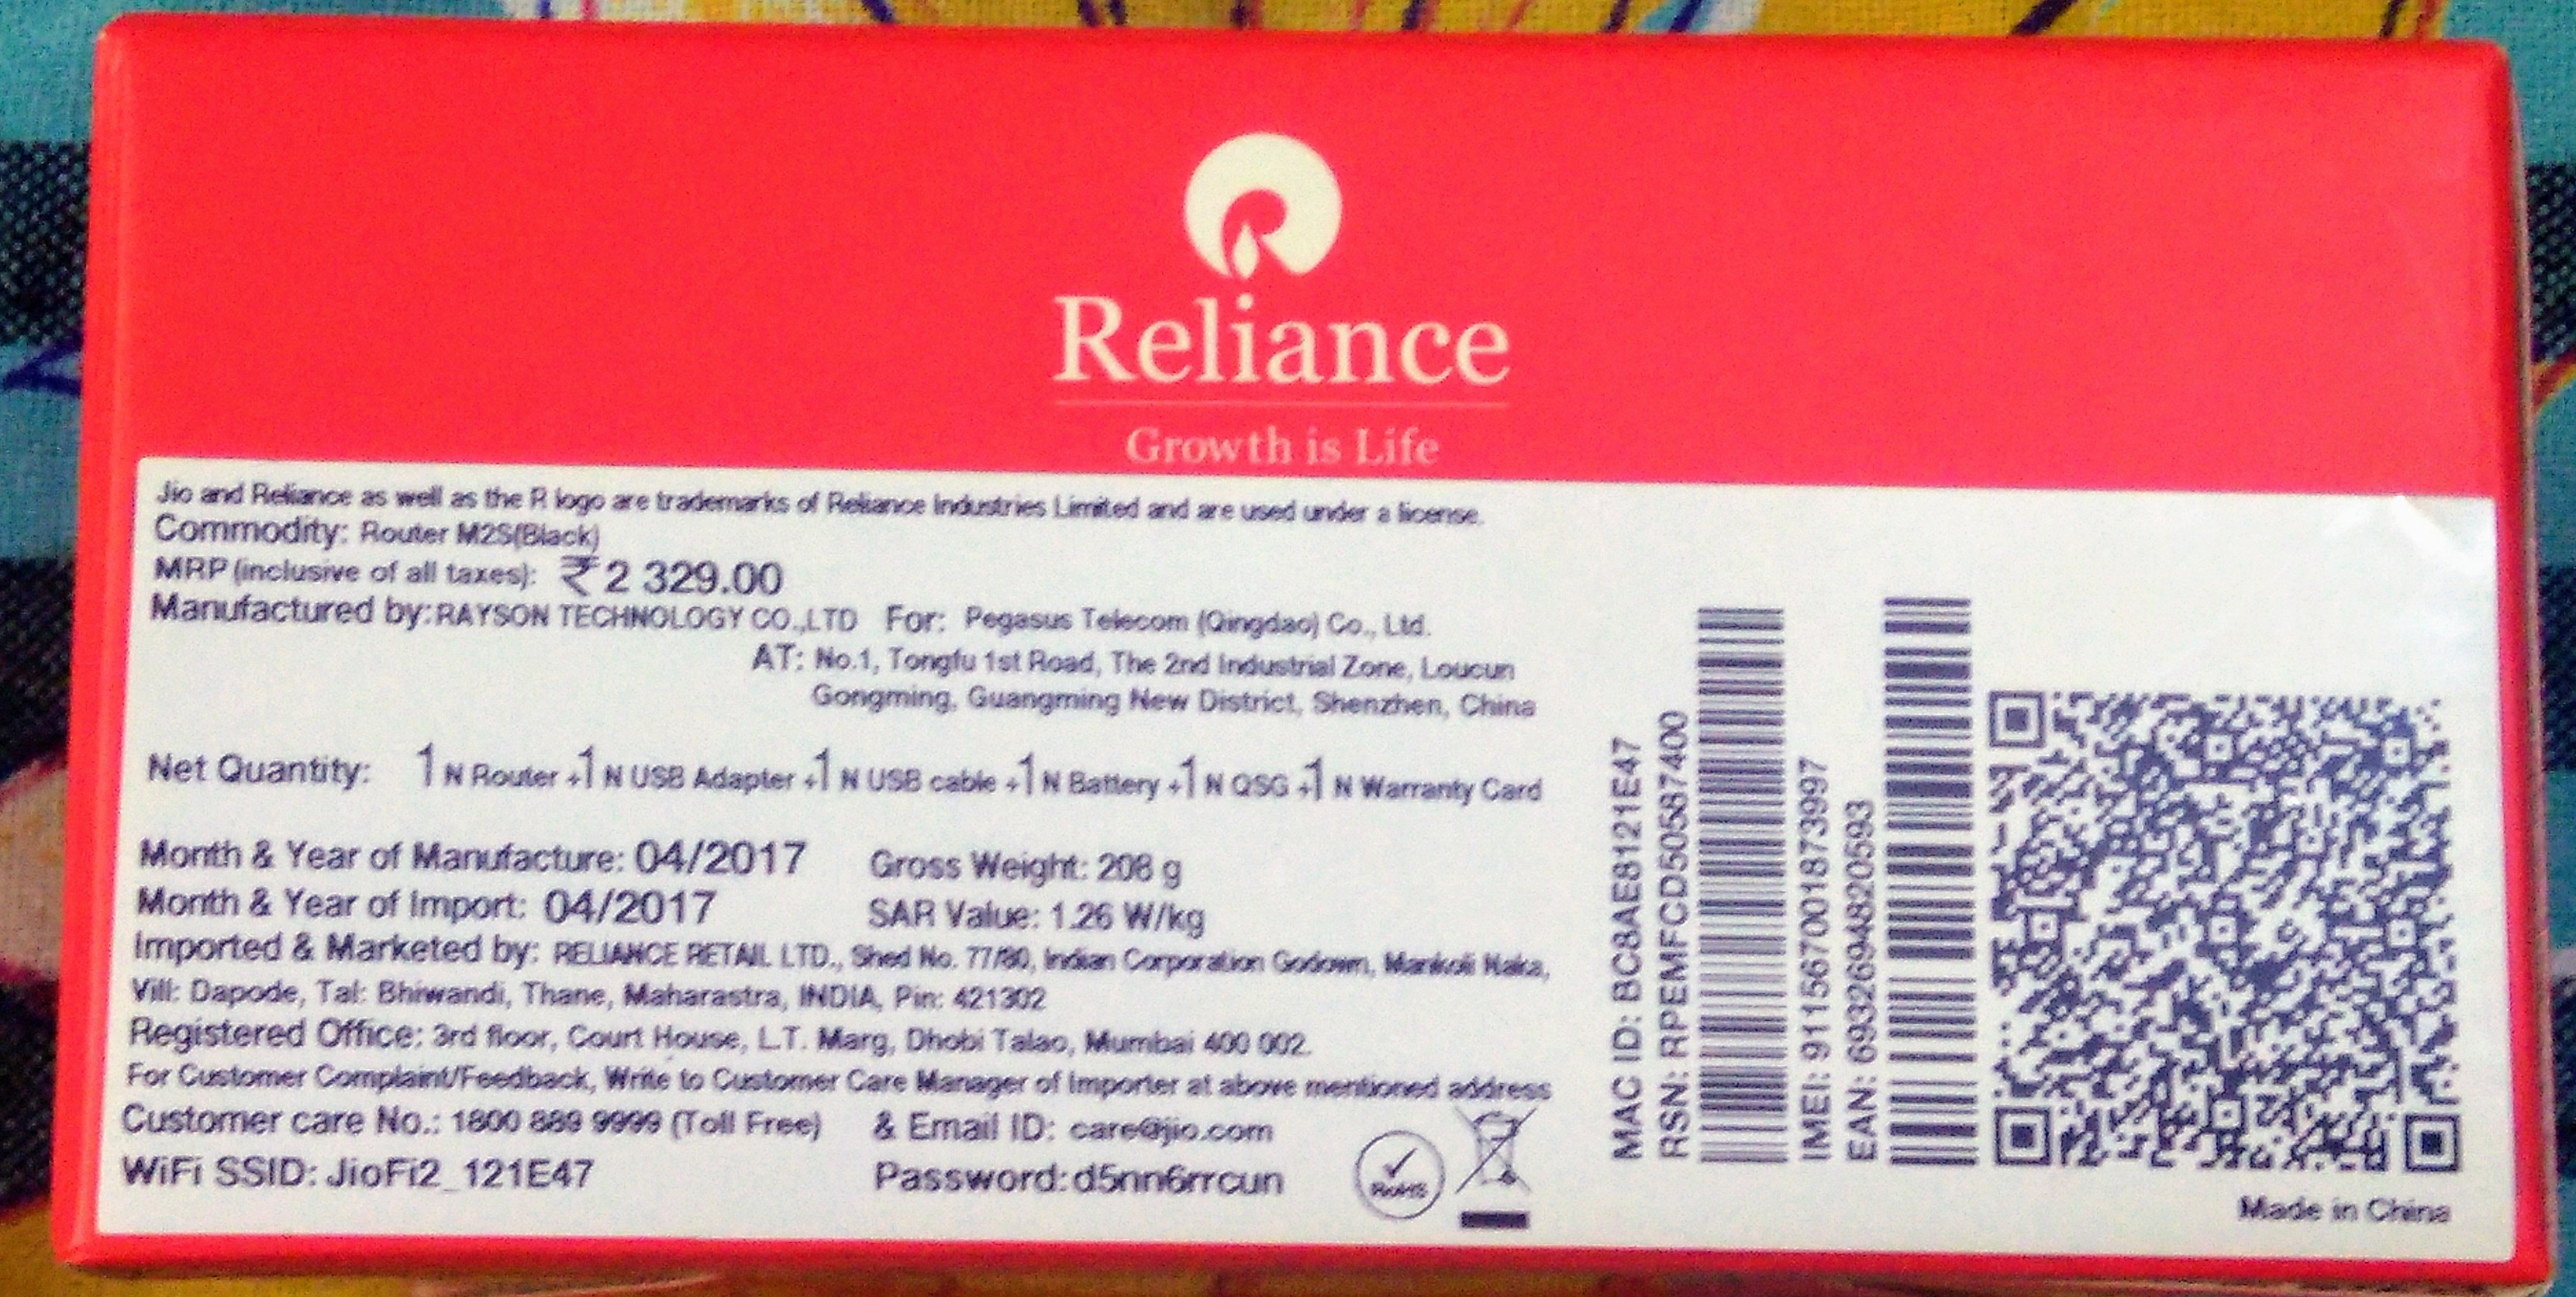 Reliance
Growth is Life
Jio and Reliance as well as the R logo are trademarks of Reliance Industries Limited and are used under a license.
Commodity: Router M2S(Black)
MRP (inclusive of all taxes): ₹ 2 329.00
Manufactured by: RAYSON TECHNOLOGY CO.,LTD For: Pegasus Telecom (Qingdao) Co., Ltd.
AT: No.1, Tongfu 1st Road, The 2nd Industrial Zone, Loucun
Gongming, Guangming New District, Shenzhen, China
Net Quantity: 1 N Router +1 N USB Adapter +1 N USB cable +1 N Battery +1 N QSG +1 N Warranty Card
Month & Year of Manufacture: 04/2017 Gross Weight: 208 g
Month & Year of Import: 04/2017 SAR Value: 1.26 W/kg
Imported & Marketed by: RELIANCE RETAIL LTD., Shed No. 77/80, Indian Corporation Godown, Mankoli Naka,
Vill: Dapode, Tal: Bhiwandi, Thane, Maharastra, INDIA, Pin: 421302
Registered Office: 3rd floor, Court House, L.T. Marg, Dhobi Talao, Mumbai 400 002.
For Customer Complaint/Feedback, Write to Customer Care Manager of Importer at above mentioned address
Customer care No.: 1800 889 9999 (Toll Free) & Email ID: care@jio.com
WiFi SSID: JioFi2_121E47 Password: d5nn6rrcun
RoHS
MAC ID: BC8AE8121E47
RSN: RPEMFCD50587400
IMEI: 911567001873997
EAN: 6932694820593
Made in China